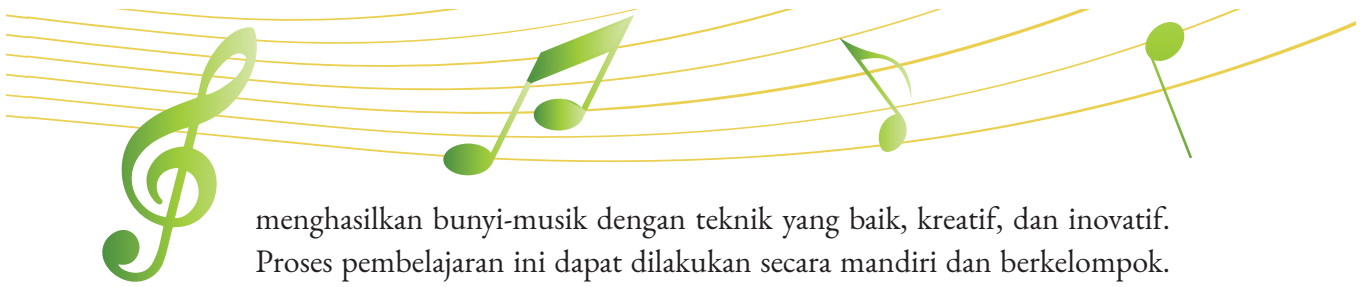 menghasilkan bunyi-musik dengan teknik yang baik, kreatif, dan inovatif.
Proses pembelajaran ini dapat dilakukan secara mandiri dan berkelompok.